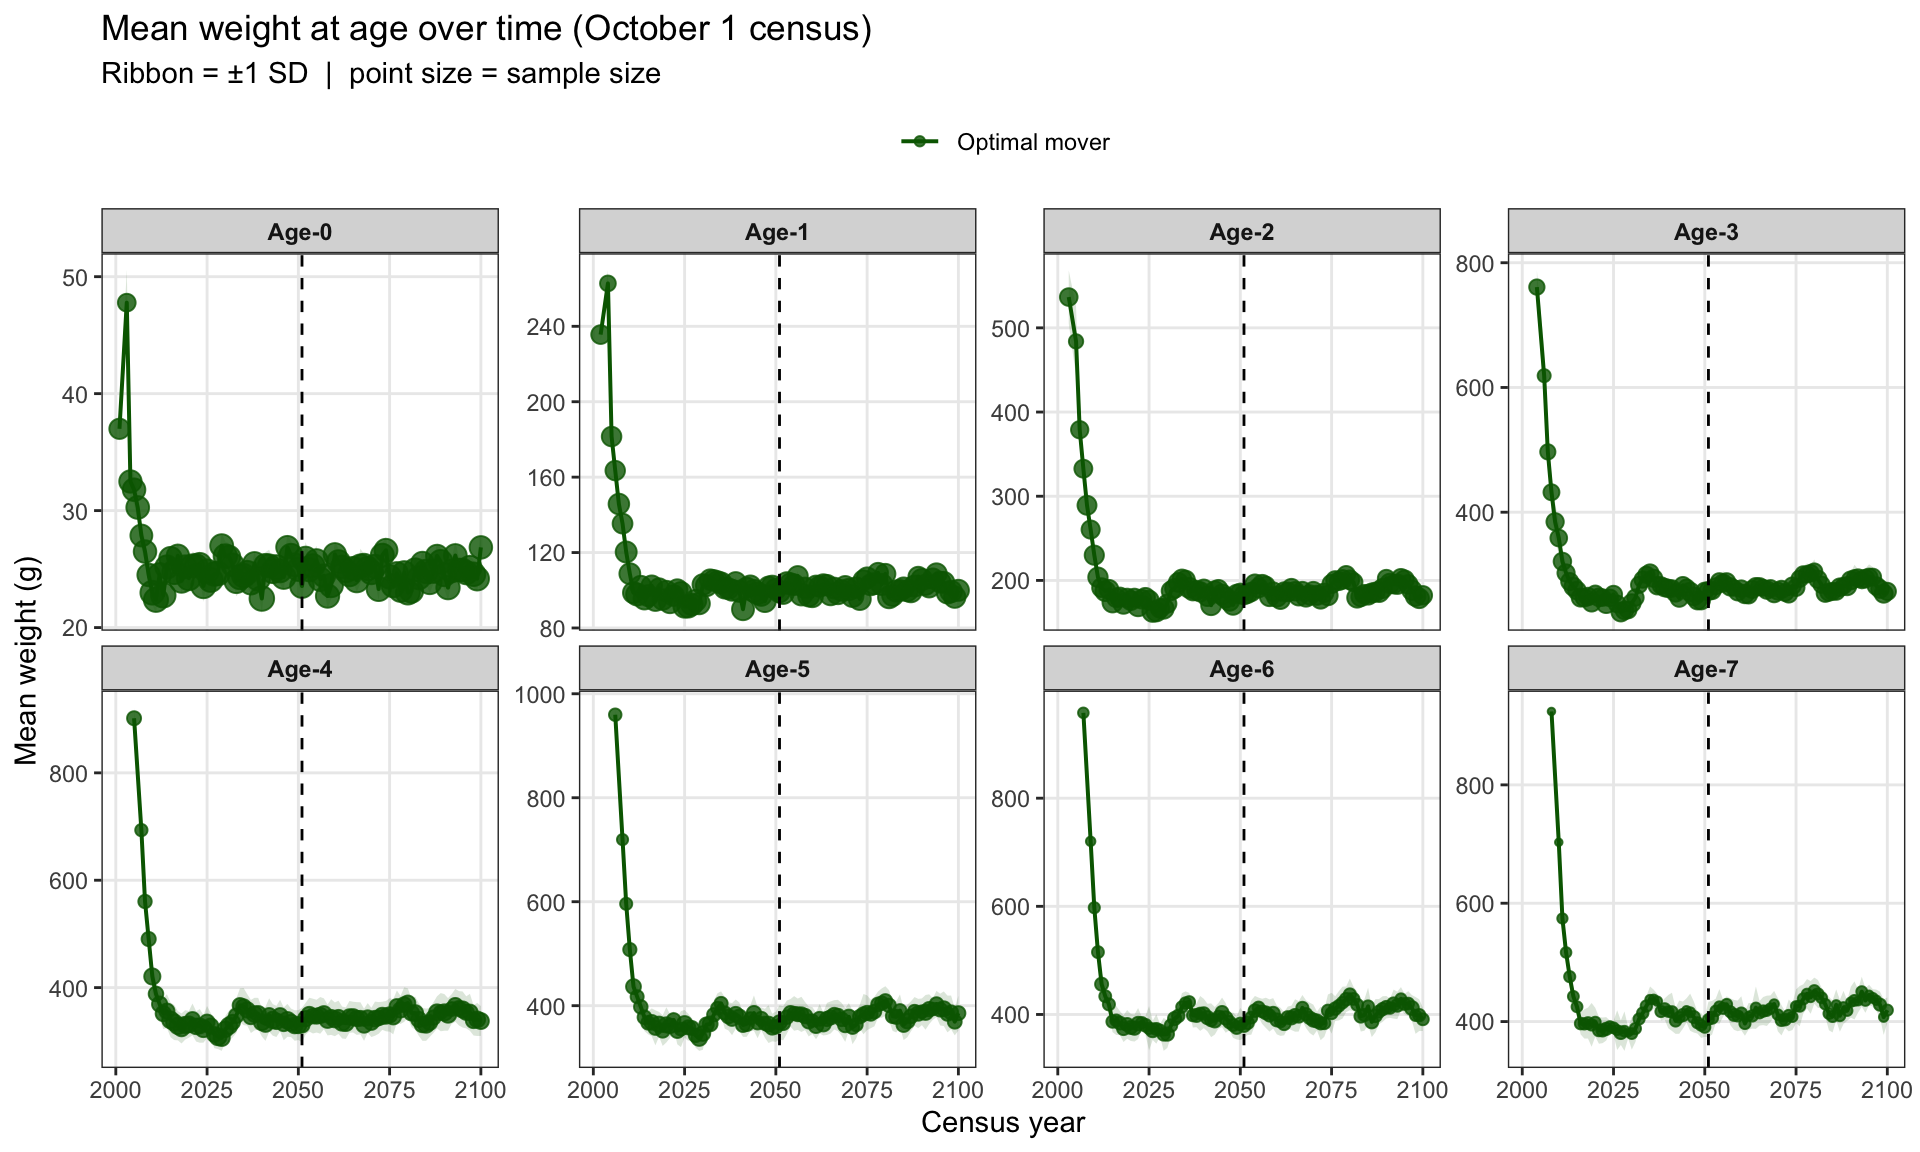 Mean weight at age over time (October 1 census)
Ribbon = ±1 SD | point size = sample size
Optimal mover
Age-0
Age-1
Age-2
Age-3
50
40
30
20
240
200
160
120
80
500
400
300
200
800
600
400
Mean weight (g)
Age-4
Age-5
Age-6
Age-7
800
600
400
1000
800
600
400
800
600
400
800
600
400
2000 2025 2050 2075 2100
2000 2025 2050 2075 2100
2000 2025 2050 2075 2100
2000 2025 2050 2075 2100
Census year